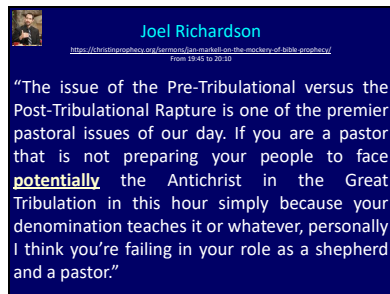 Joel Richardson
https://christinprophecy.org/sermons/jan-markell-on-the-mockery-of-bible-prophecy/
From 19:45 to 20:10
“The issue of the Pre-Tribulational versus the
Post-Tribulational Rapture is one of the premier
pastoral issues of our day. If you are a pastor
that is not preparing your people to face
potentially the Antichrist in the Great
Tribulation in this hour simply because your
denomination teaches it or whatever, personally
I think you’re failing in your role as a shepherd
and a pastor.”